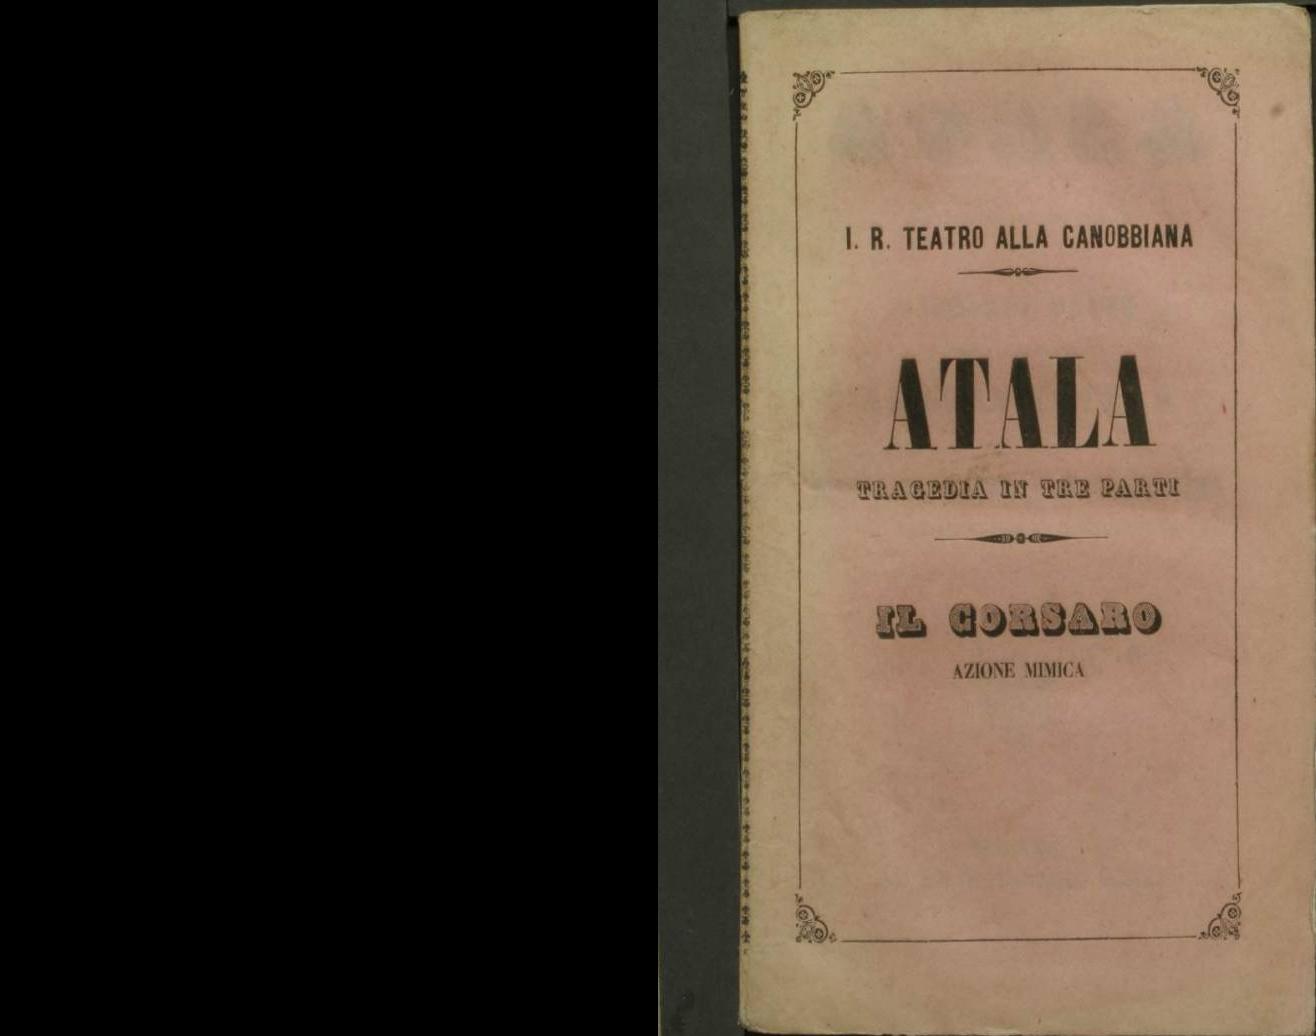 I. R. TEATRO ALLA CANOBBIANA
ATALA
TRAGEDIA IN TRE PARTI
IL CORSARO
AZIONE MIMICA